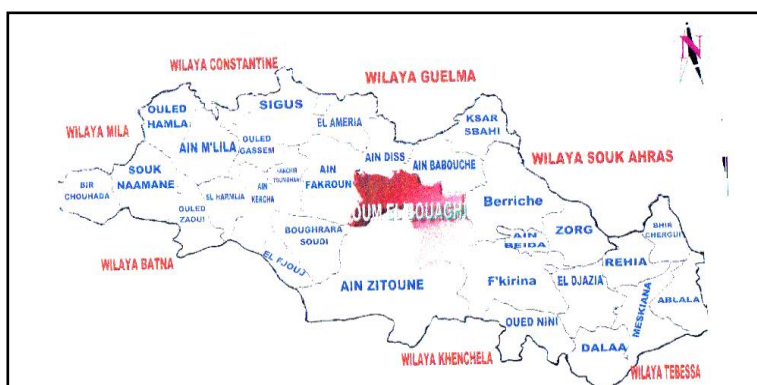 N
WILAYA CONSTANTINE
WILAYA GUELMA
SIGUS
OULED
HAMLA
EL AMERIA
KSAR
SBAHI
WILAYA MILA
OULED
GASSEM
AIN M'LILA
AIN DISS
AIN BABOUCHE
WILAYA SOUK AHRAS
SOUK
NAAMANE
AIN
FAKROUN
BIR
CHOUHADA
EL HARMLIA
AIN
KERCHA
OULED
ZAOUI
Berriche
OUM EL BOUAGHI
BOUGHRARA
SOUDI
AIN
BEIDA
ZORG
BHIR
CHERGUI
EL FJOUJ
REHIA
WILAYA BATNA
AIN ZITOUNE
F'kirina
EL DJAZIA
MESKIANA
ABLALA
OUED NINI
DALAA
WILAYA KHENCHELA
WILAYA TEBESSA